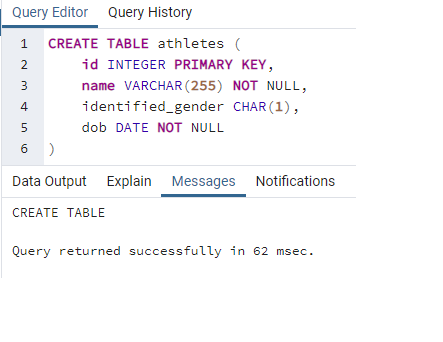 Query Editor Query History
1 CREATE TABLE athletes (
2 id INTEGER PRIMARY KEY,
3 name VARCHAR(255) NOT NULL,
4 identified_gender CHAR(1),
5 dob DATE NOT NULL
6 )
Data Output Explain Messages Notifications
CREATE TABLE
Query returned successfully in 62 msec.